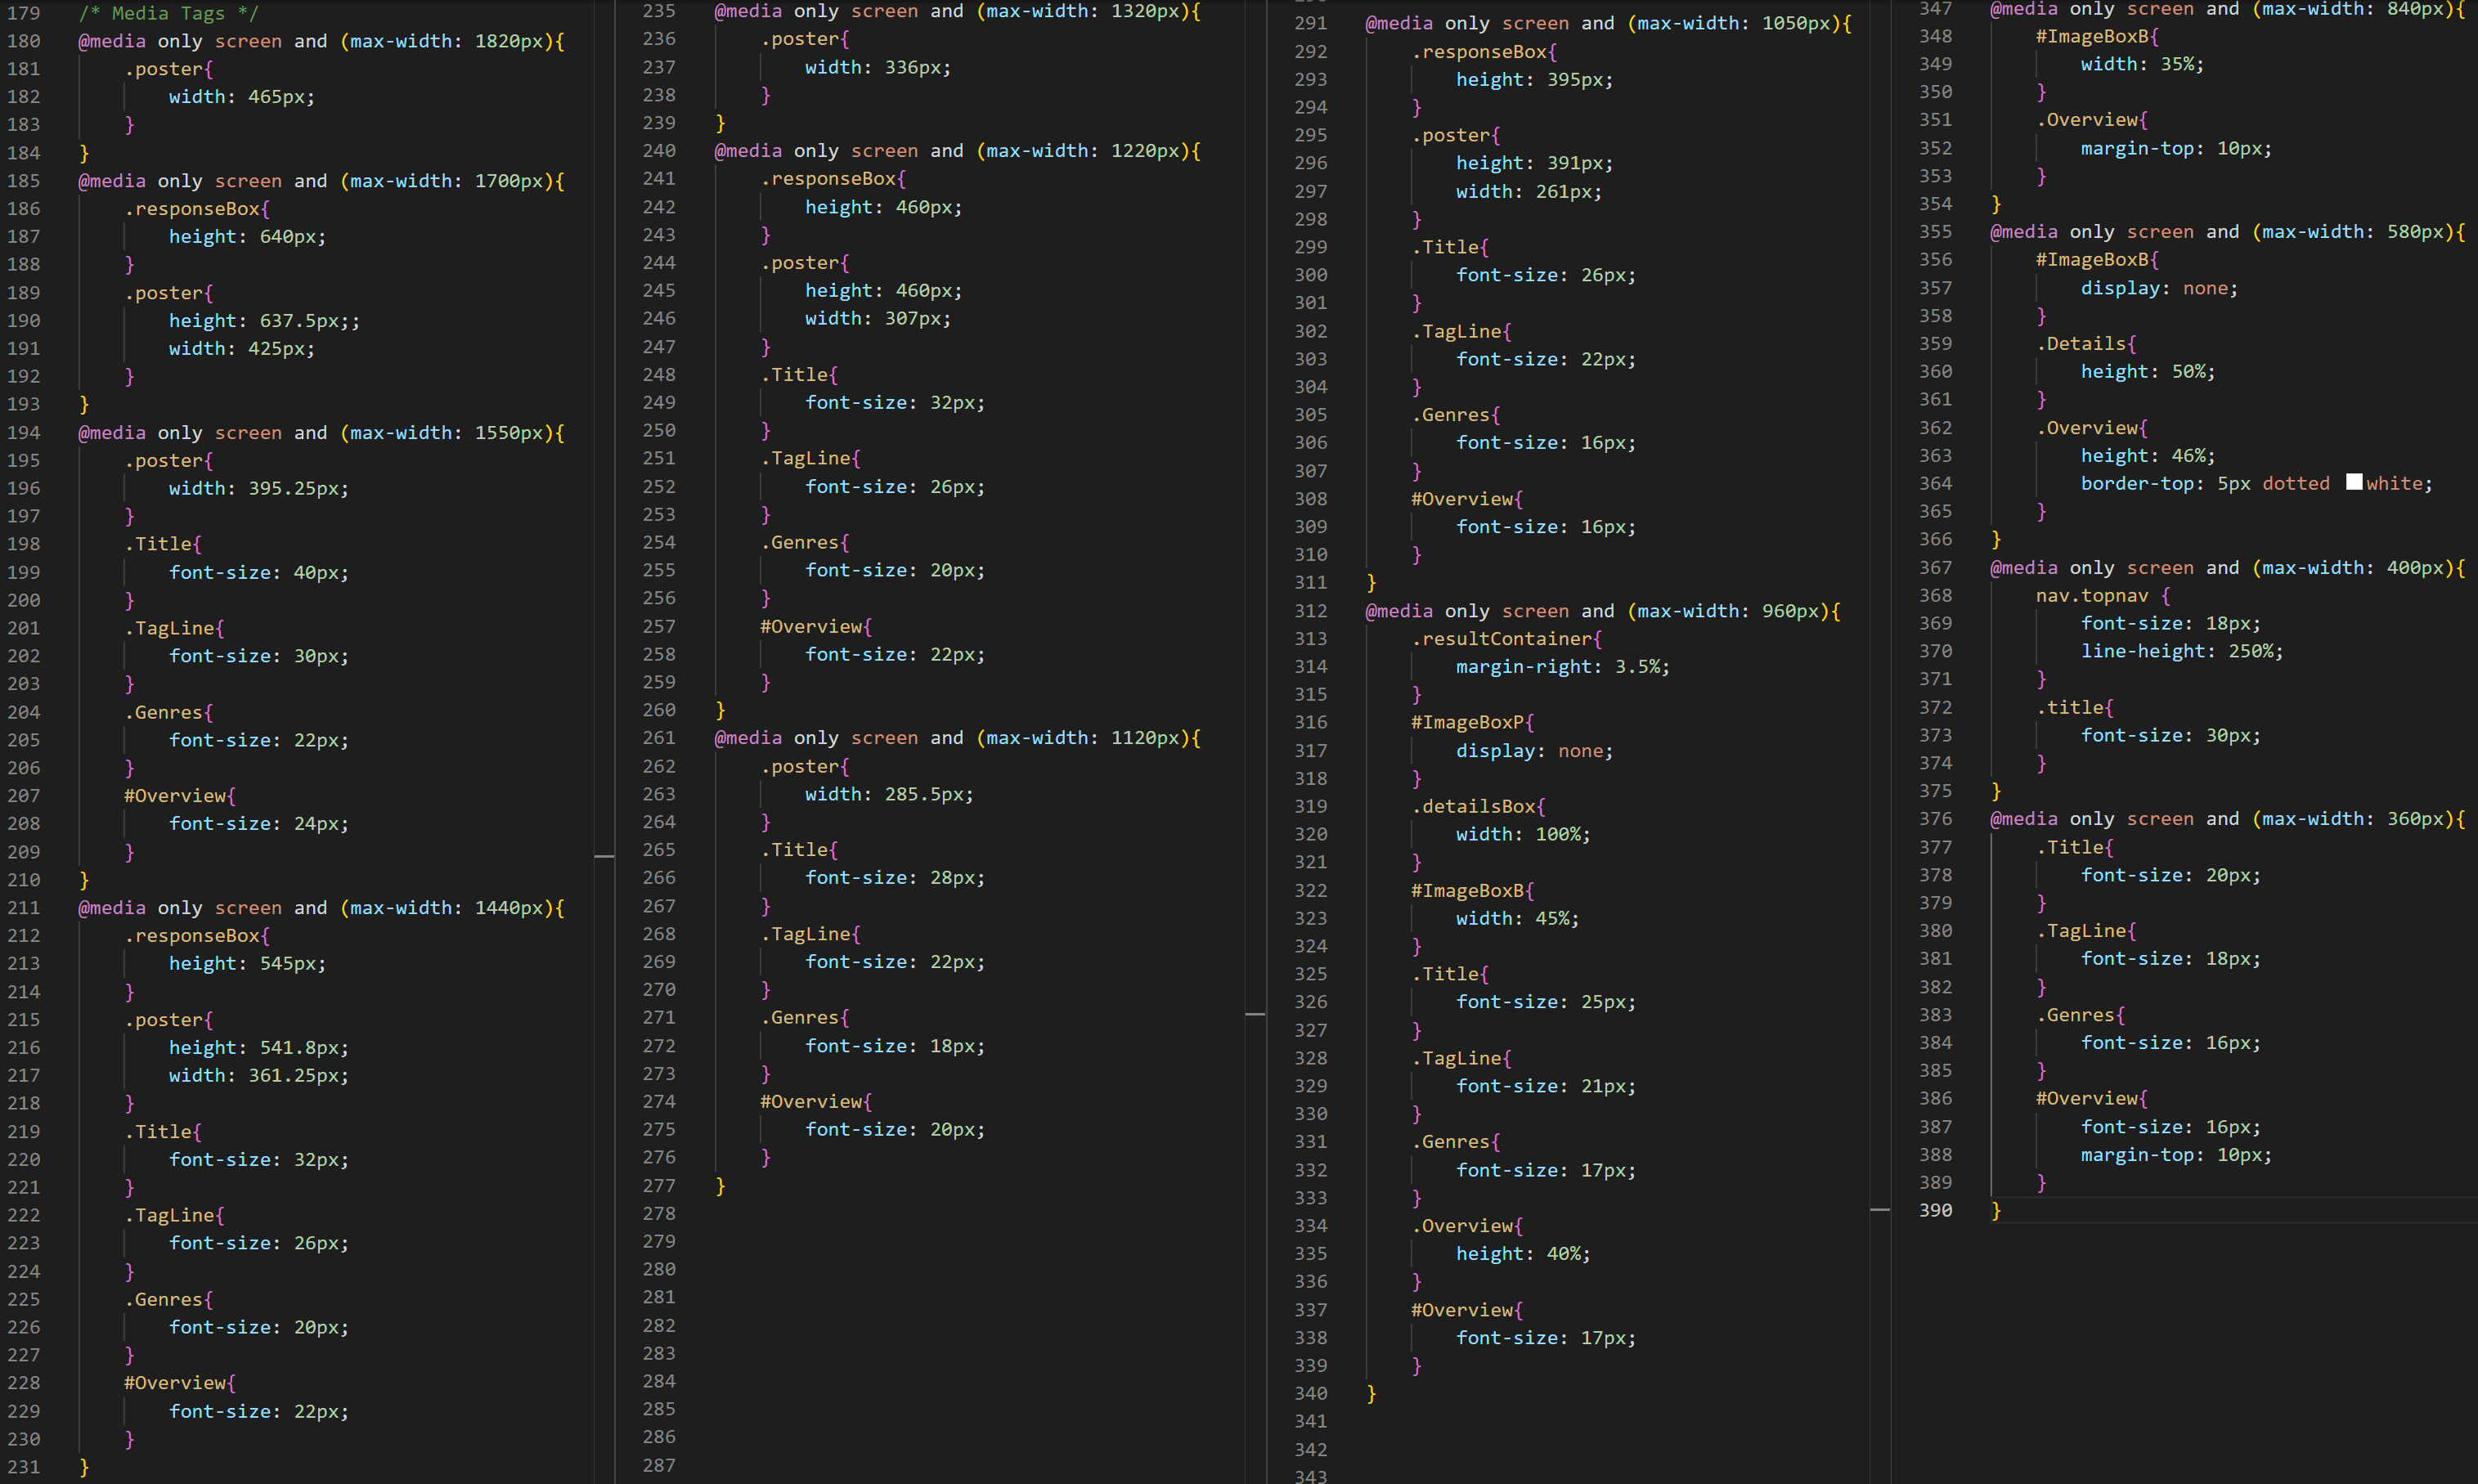 179 /* Media Tags */
180 @media only screen and (max-width: 1820px){
181 .poster{
182 width: 465px;
183 }
184 }
185 @media only screen and (max-width: 1700px){
186 .responseBox{
187 height: 640px;
188 }
189 .poster{
190 height: 637.5px;;
191 width: 425px;
192 }
193 }
194 @media only screen and (max-width: 1550px){
195 .poster{
196 width: 395.25px;
197 }
198 .Title{
199 font-size: 40px;
200 }
201 .TagLine{
202 font-size: 30px;
203 }
204 .Genres{
205 font-size: 22px;
206 }
207 #Overview{
208 font-size: 24px;
209 }
210 }
211 @media only screen and (max-width: 1440px){
212 .responseBox{
213 height: 545px;
214 }
215 .poster{
216 height: 541.8px;
217 width: 361.25px;
218 }
219 .Title{
220 font-size: 32px;
221 }
222 .TagLine{
223 font-size: 26px;
224 }
225 .Genres{
226 font-size: 20px;
227 }
228 #Overview{
229 font-size: 22px;
230 }
231 }
235 @media only screen and (max-width: 1320px){
236 .poster{
237 width: 336px;
238 }
239 }
240 @media only screen and (max-width: 1220px){
241 .responseBox{
242 height: 460px;
243 }
244 .poster{
245 height: 460px;
246 width: 307px;
247 }
248 .Title{
249 font-size: 32px;
250 }
251 .TagLine{
252 font-size: 26px;
253 }
254 .Genres{
255 font-size: 20px;
256 }
257 #Overview{
258 font-size: 22px;
259 }
260 }
261 @media only screen and (max-width: 1120px){
262 .poster{
263 width: 285.5px;
264 }
265 .Title{
266 font-size: 28px;
267 }
268 .TagLine{
269 font-size: 22px;
270 }
271 .Genres{
272 font-size: 18px;
273 }
274 #Overview{
275 font-size: 20px;
276 }
277 }
278
279
280
281
282
283
284
285
286
287
291 @media only screen and (max-width: 1050px){
292 .responseBox{
293 height: 395px;
294 }
295 .poster{
296 height: 391px;
297 width: 261px;
298 }
299 .Title{
300 font-size: 26px;
301 }
302 .TagLine{
303 font-size: 22px;
304 }
305 .Genres{
306 font-size: 16px;
307 }
308 #Overview{
309 font-size: 16px;
310 }
311 }
312 @media only screen and (max-width: 960px){
313 .resultContainer{
314 margin-right: 3.5%;
315 }
316 #ImageBoxP{
317 display: none;
318 }
319 .detailsBox{
320 width: 100%;
321 }
322 #ImageBoxB{
323 width: 45%;
324 }
325 .Title{
326 font-size: 25px;
327 }
328 .TagLine{
329 font-size: 21px;
330 }
331 .Genres{
332 font-size: 17px;
333 }
334 .Overview{
335 height: 40%;
336 }
337 #Overview{
338 font-size: 17px;
339 }
340 }
341
342
343
347 @media only screen and (max-width: 840px){
348 #ImageBoxB{
349 width: 35%;
350 }
351 .Overview{
352 margin-top: 10px;
353 }
354 }
355 @media only screen and (max-width: 580px){
356 #ImageBoxB{
357 display: none;
358 }
359 .Details{
360 height: 50%;
361 }
362 .Overview{
363 height: 46%;
364 border-top: 5px dotted white;
365 }
366 }
367 @media only screen and (max-width: 400px){
368 nav.topnav {
369 font-size: 18px;
370 line-height: 250%;
371 }
372 .title{
373 font-size: 30px;
374 }
375 }
376 @media only screen and (max-width: 360px){
377 .Title{
378 font-size: 20px;
379 }
380 .TagLine{
381 font-size: 18px;
382 }
383 .Genres{
384 font-size: 16px;
385 }
386 #Overview{
387 font-size: 16px;
388 margin-top: 10px;
389 }
390 }